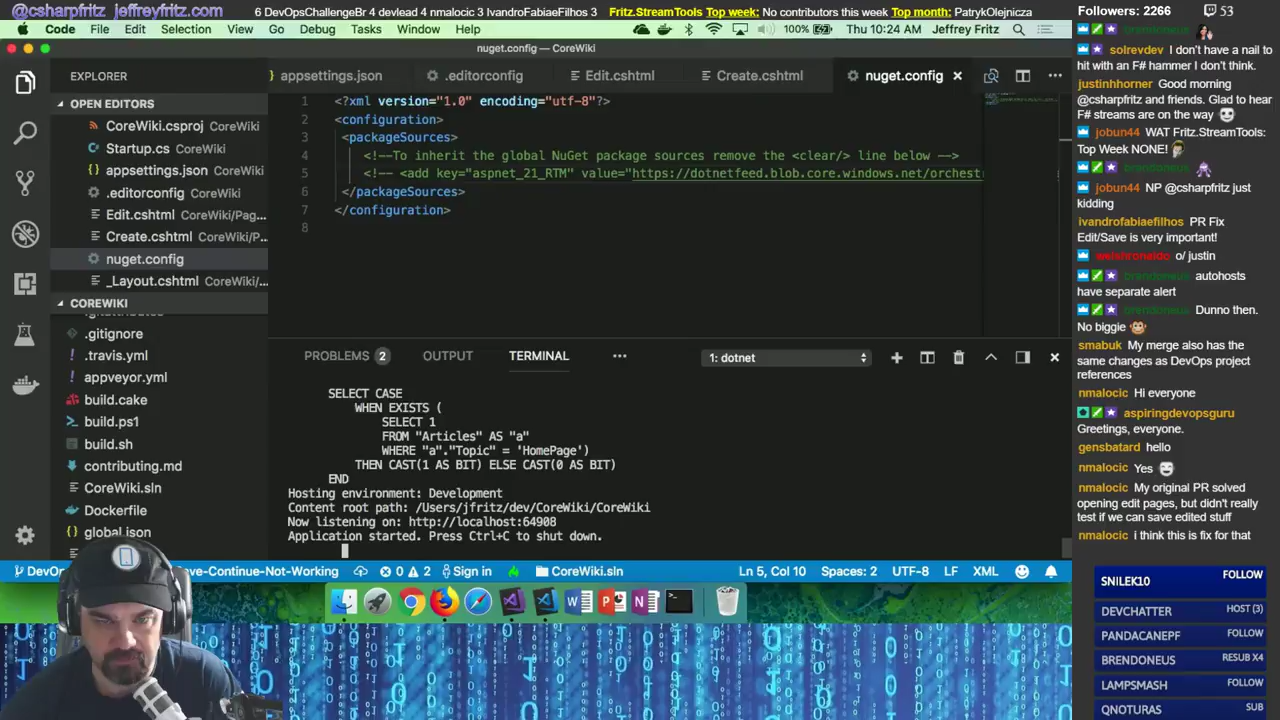 @csharpfritz jeffreyfritz.com
6 DevOpsChallengeBr 4 devlead 4 nmalocic 3 IvandroFabiaeFilhos 3
Fritz.StreamTools Top week: No contributors this week Top month: PatrykOlejnicza
Followers: 2266
53
Code File Edit Selection View Go Debug Tasks Window Help
100% Thu 10:24 AM Jeffrey Fritz
nuget.config — CoreWiki
EXPLORER
OPEN EDITORS
CoreWiki.csproj CoreWiki
Startup.cs CoreWiki
appsettings.json CoreWiki
.editorconfig CoreWiki
Edit.cshtml CoreWiki/Pag...
Create.cshtml CoreWiki/P...
nuget.config
_Layout.cshtml CoreWiki/...
COREWIKI
.gitignore
.travis.yml
appveyor.yml
build.cake
build.ps1
build.sh
contributing.md
CoreWiki.sln
Dockerfile
global.json
appsettings.json
.editorconfig
Edit.cshtml
Create.cshtml
nuget.config
1 <?xml version="1.0" encoding="utf-8"?>
2 <configuration>
3 <packageSources>
4 <!--To inherit the global NuGet package sources remove the <clear/> line below -->
5 <!-- <add key="aspnet_21_RTM" value="https://dotnetfeed.blob.core.windows.net/orchest
6 </packageSources>
7 </configuration>
8
PROBLEMS 2 OUTPUT TERMINAL ... 1: dotnet
SELECT CASE
WHEN EXISTS (
SELECT 1
FROM "Articles" AS "a"
WHERE "a"."Topic" = 'HomePage')
THEN CAST(1 AS BIT) ELSE CAST(0 AS BIT)
END
Hosting environment: Development
Content root path: /Users/jfritz/dev/CoreWiki/CoreWiki
Now listening on: http://localhost:64908
Application started. Press Ctrl+C to shut down.
DevO
ave-Continue-Not-Working 0 2 Sign in CoreWiki.sln Ln 5, Col 10 Spaces: 2 UTF-8 LF XML
brendoneus
solrevdev I don't have a nail to
hit with an F# hammer I don't think.
justinhhorner Good morning
@csharpfritz and friends. Glad to hear
F# streams are on the way
jobun44 WAT Fritz.StreamTools:
Top Week NONE!
brendoneus
jobun44 NP @csharpfritz just
kidding
ivandrofabiaefilhos PR Fix
Edit/Save is very important!
welshronaldo o/ justin
brendoneus autohosts
have separate alert
brendoneus Dunno then.
No biggie
smabuk My merge also has the
same changes as DevOps project
references
nmalocic Hi everyone
aspiringdevopsguru
Greetings, everyone.
gensbatard hello
nmalocic Yes
nmalocic My original PR solved
opening edit pages, but didn't really
test if we can save edited stuff
nmalocic i think this is fix for that
SNILEK10 FOLLOW
DEVCHATTER HOST (3)
PANDACANEPF FOLLOW
BRENDONEUS RESUB X4
LAMPSMASH FOLLOW
QNOTURAS SUB